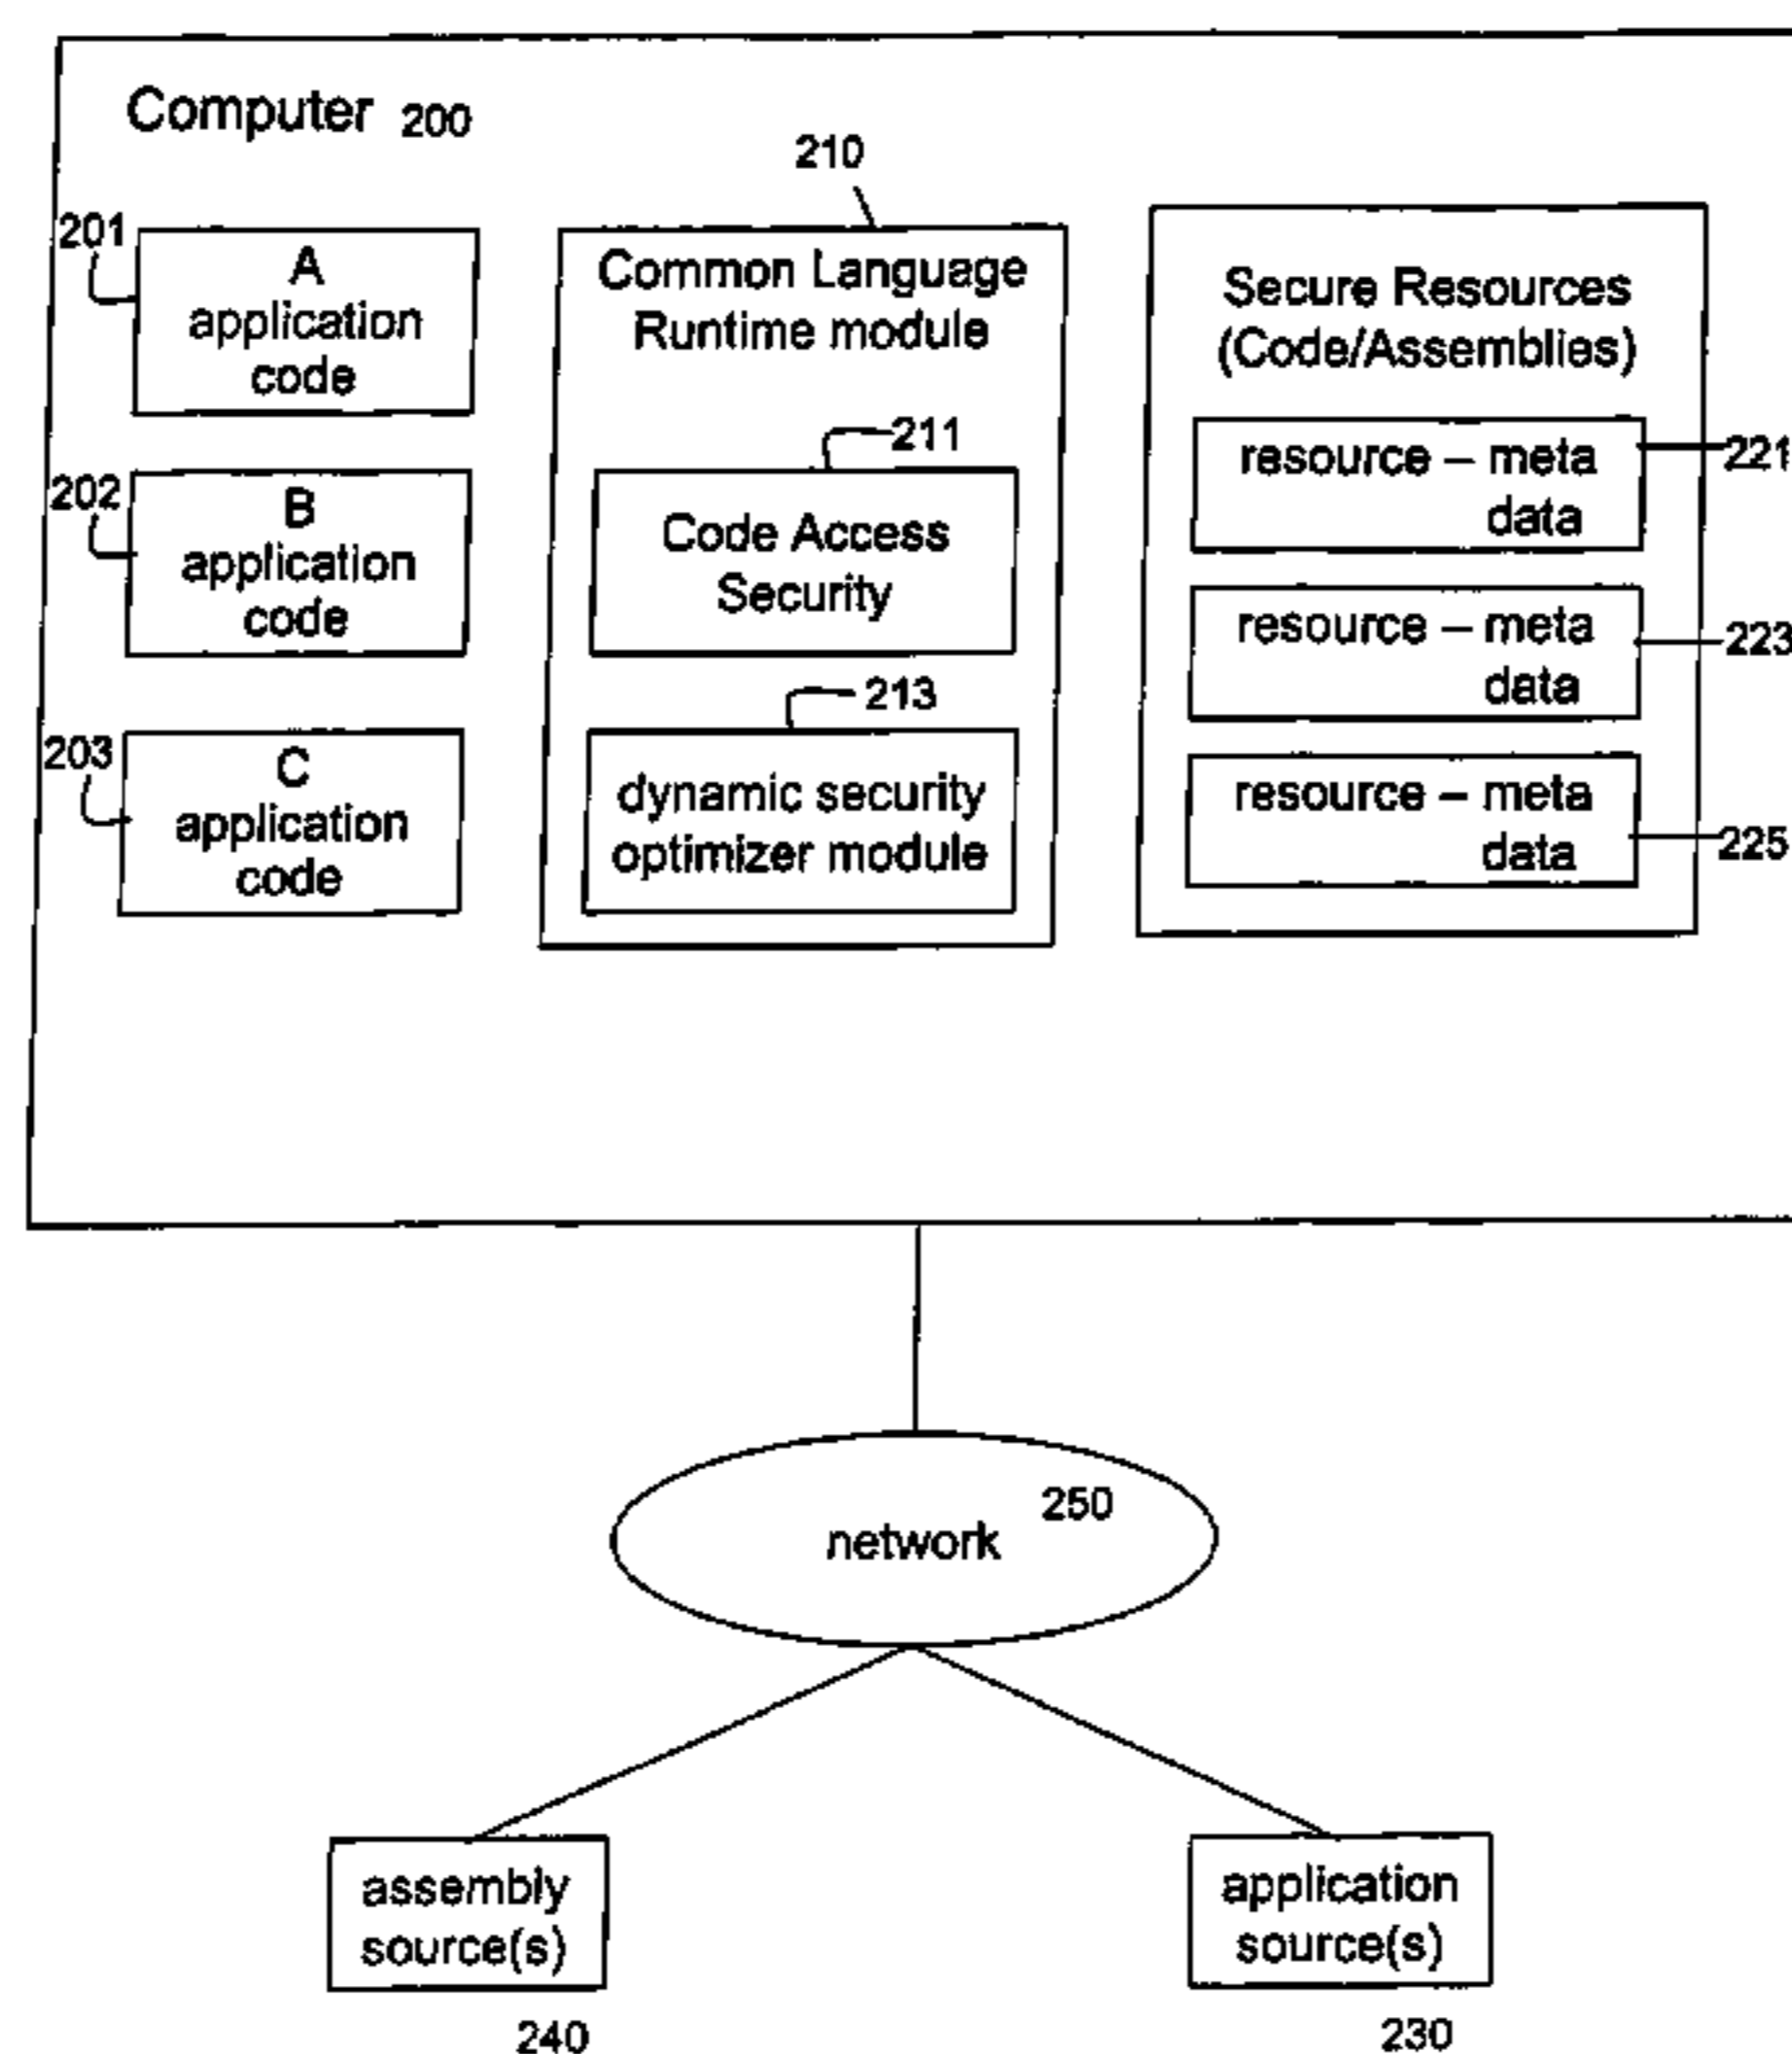 Computer 200
201
A
application
code
202
B
application
code
203
C
application
code
210
Common Language
Runtime module
211
Code Access
Security
213
dynamic security
optimizer module
Secure Resources
(Code/Assemblies)
resource – meta
data
221
resource – meta
data
223
resource – meta
data
225
250
network
assembly
source(s)
240
application
source(s)
230